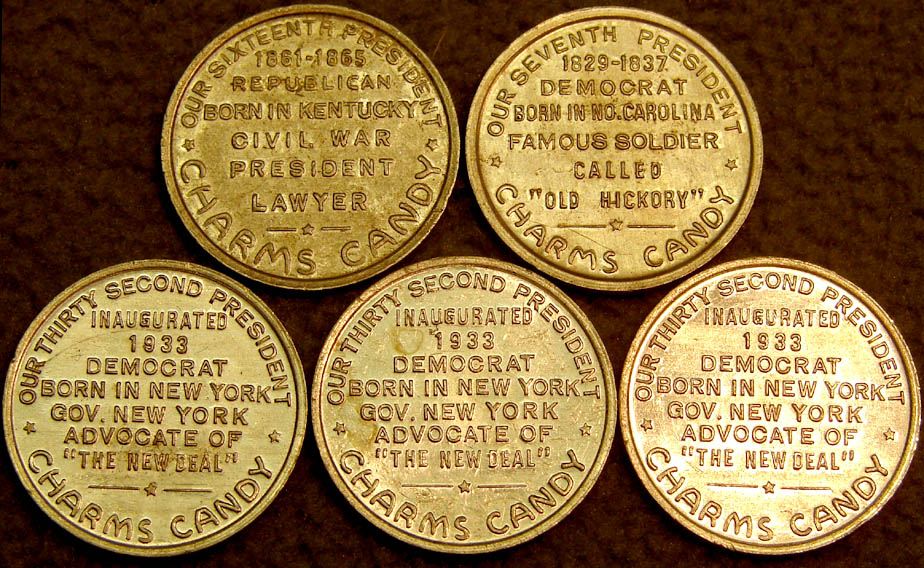 OUR SIXTEENTH PRESIDENT
1861-1865
REPUBLICAN
BORN IN KENTUCKY
CIVIL WAR
PRESIDENT
LAWYER
CHARMS CANDY
OUR SEVENTH PRESIDENT
1829-1837
DEMOCRAT
BORN IN NO. CAROLINA
FAMOUS SOLDIER
CALLED
"OLD HICKORY"
CHARMS CANDY
OUR THIRTY SECOND PRESIDENT
INAUGURATED
1933
DEMOCRAT
BORN IN NEW YORK
GOV. NEW YORK
ADVOCATE OF
"THE NEW DEAL"
CHARMS CANDY
OUR THIRTY SECOND PRESIDENT
INAUGURATED
1933
DEMOCRAT
BORN IN NEW YORK
GOV. NEW YORK
ADVOCATE OF
"THE NEW DEAL"
CHARMS CANDY
OUR THIRTY SECOND PRESIDENT
INAUGURATED
1933
DEMOCRAT
BORN IN NEW YORK
GOV. NEW YORK
ADVOCATE OF
"THE NEW DEAL"
CHARMS CANDY